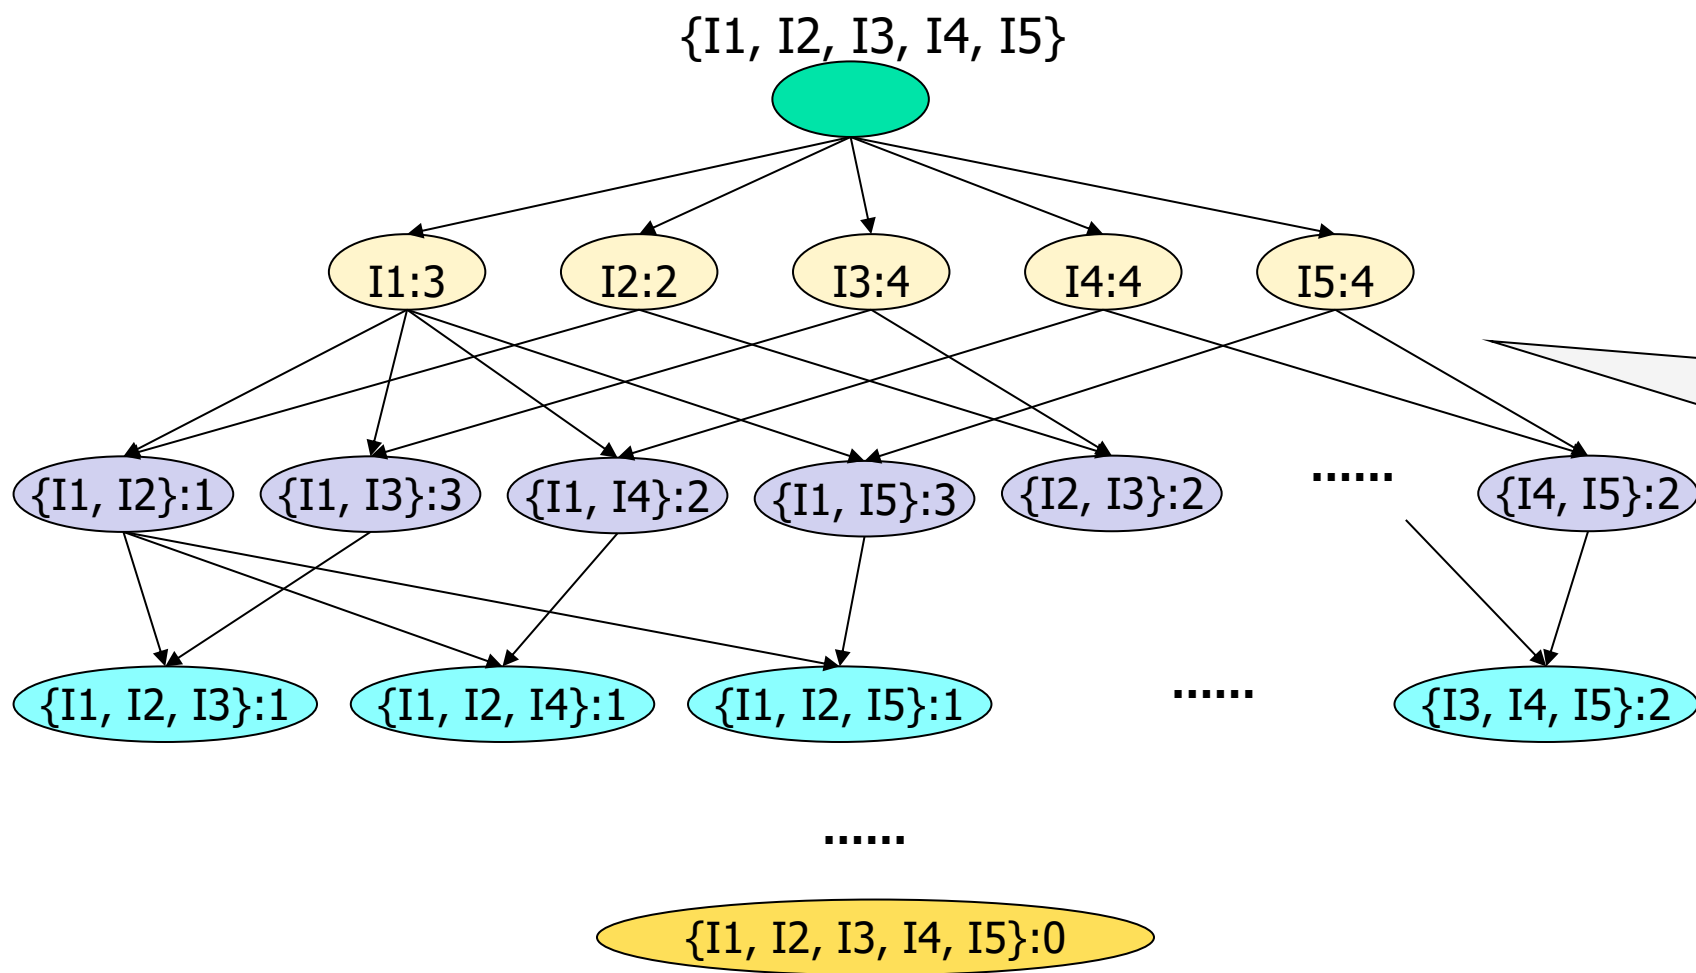 {I1, I2, I3, I4, I5}
I1:3
I2:2
I3:4
I4:4
I5:4
{I1, I2}:1
{I1, I3}:3
{I1, I4}:2
{I1, I5}:3
{I2, I3}:2
......
{I4, I5}:2
{I1, I2, I3}:1
{I1, I2, I4}:1
{I1, I2, I5}:1
......
{I3, I4, I5}:2
......
{I1, I2, I3, I4, I5}:0